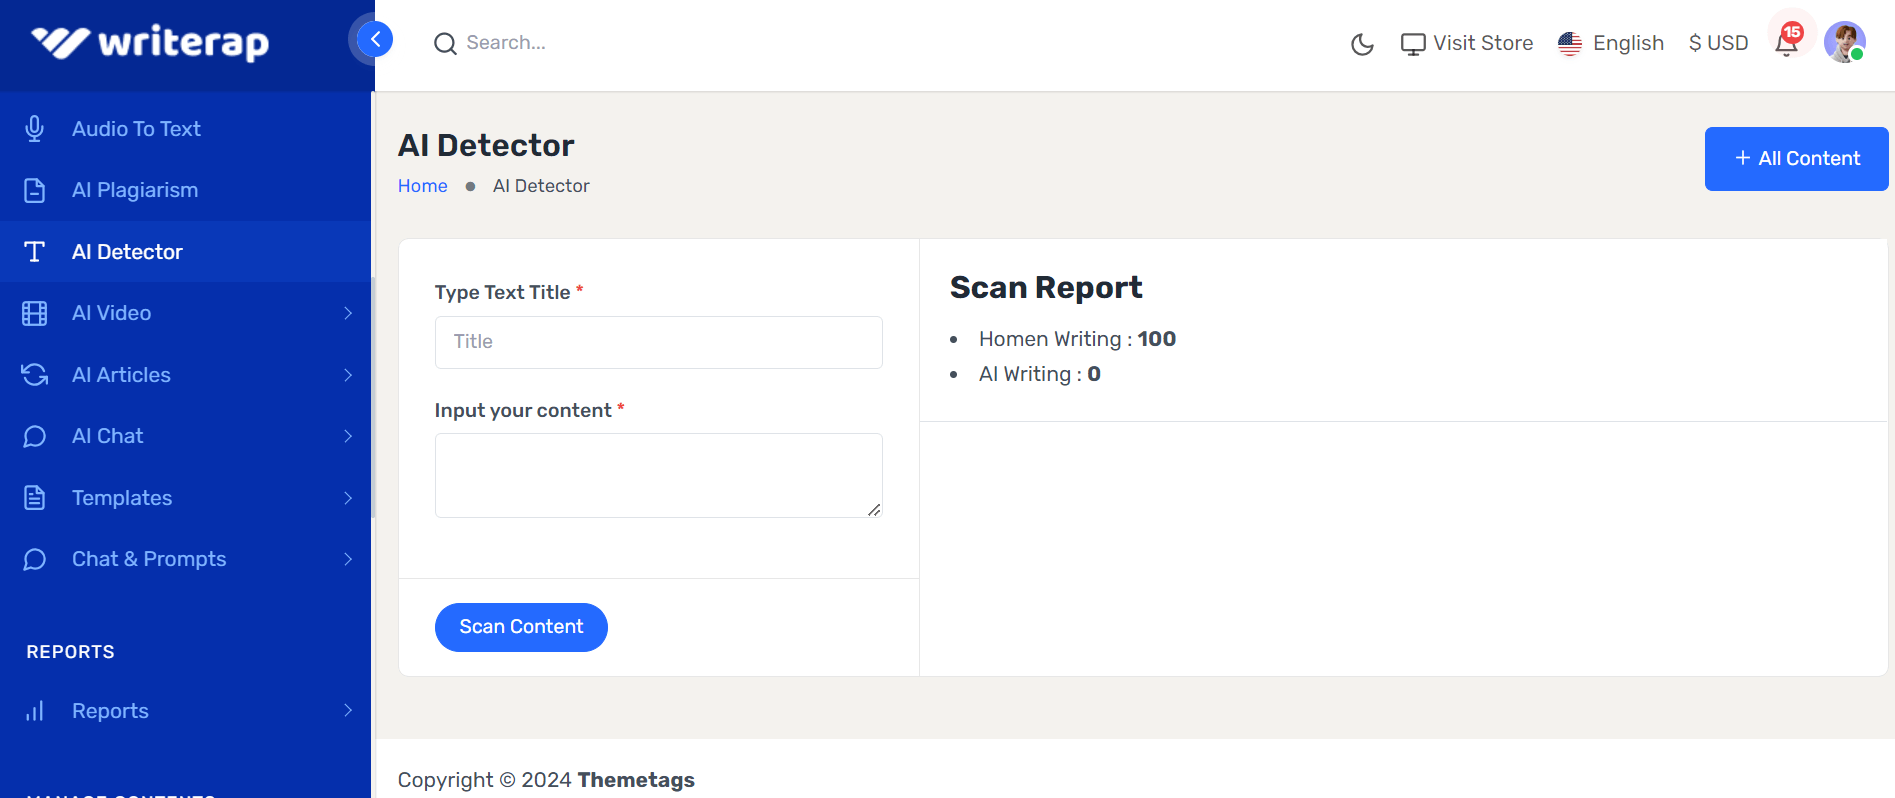 writerap
Search...
Visit Store
English
$ USD
15
Audio To Text
AI Plagiarism
AI Detector
AI Video
AI Articles
AI Chat
Templates
Chat & Prompts
REPORTS
Reports
MANAGE CONTENTS
AI Detector
Home ● AI Detector
+ All Content
Type Text Title *
Title
Input your content *
Scan Content
Scan Report
• Homen Writing : 100
• AI Writing : 0
Copyright © 2024 Themetags